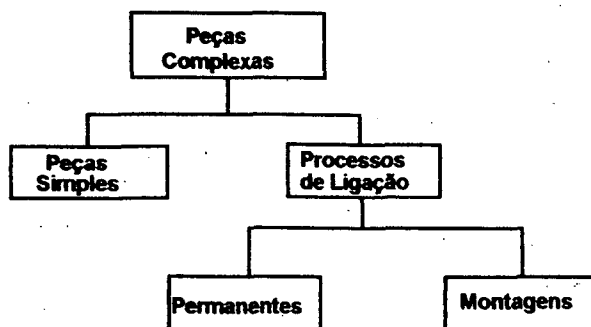 Peças
Complexas
Peças
Simples
Processos
de Ligação
Permanentes
Montagens